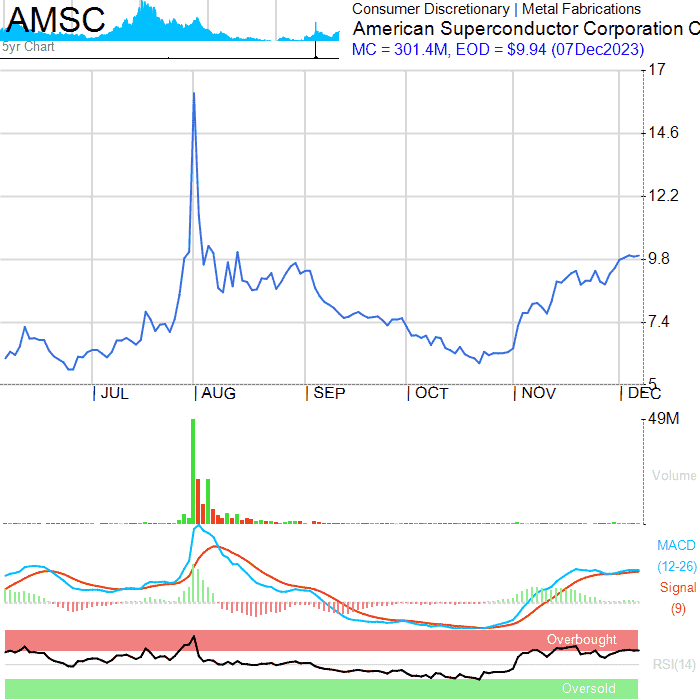 AMSC
5yr Chart
Consumer Discretionary | Metal Fabrications
American Superconductor Corporation C
MC = 301.4M, EOD = $9.94 (07Dec2023)
17
14.6
12.2
9.8
7.4
5
| JUL
| AUG
| SEP
| OCT
| NOV
| DEC
49M
Volume
MACD
(12-26)
Signal
(9)
Overbought
RSI(14)
Oversold